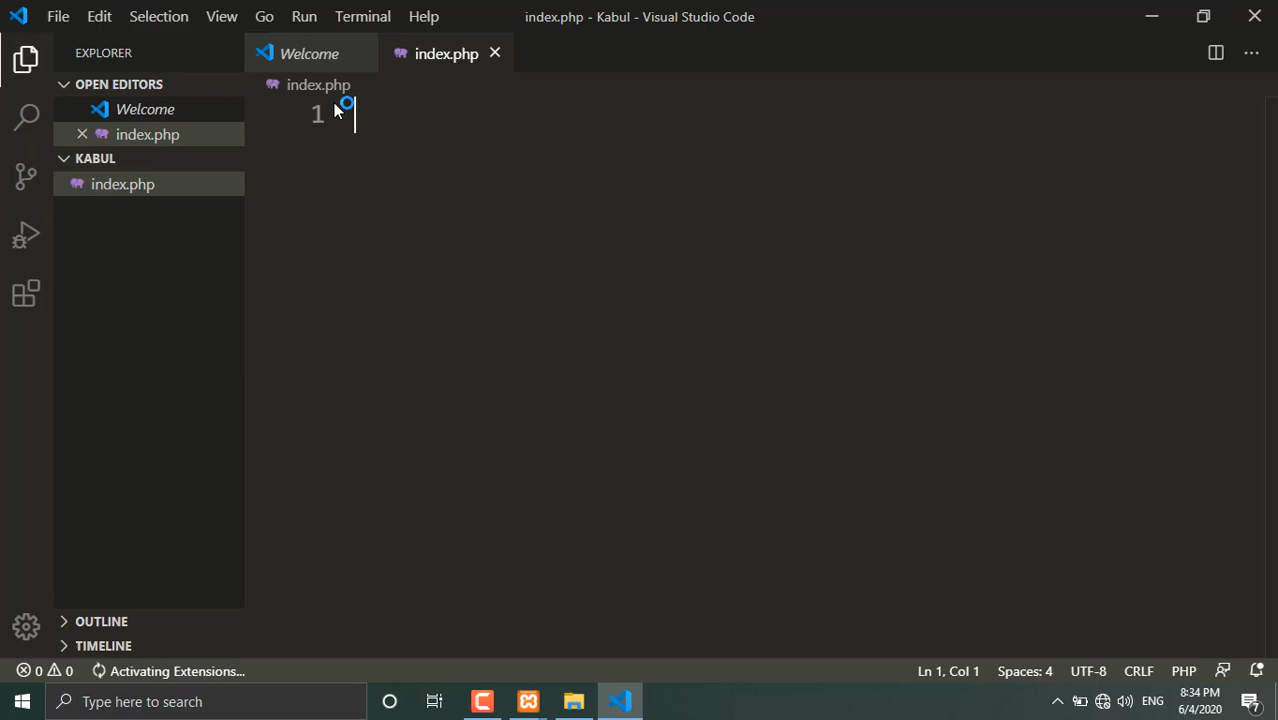 File Edit Selection View Go Run Terminal Help
index.php - Kabul - Visual Studio Code
EXPLORER
Welcome
index.php
OPEN EDITORS
index.php
Welcome
1
index.php
KABUL
index.php
OUTLINE
TIMELINE
0 0 Activating Extensions...
Ln 1, Col 1 Spaces: 4 UTF-8 CRLF PHP
Type here to search
ENG
8:34 PM
6/4/2020
7